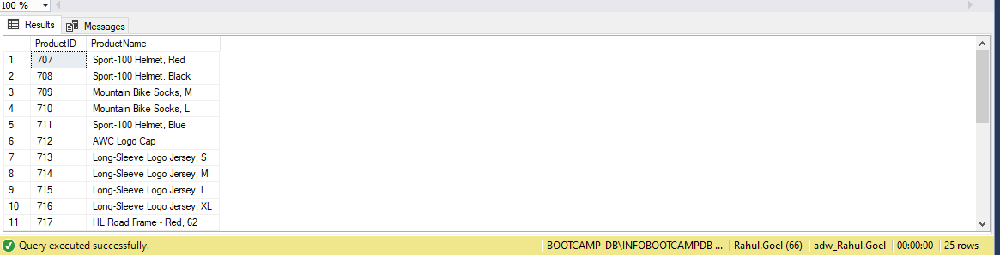 100 %
Results Messages
ProductID ProductName
1 707 Sport-100 Helmet, Red
2 708 Sport-100 Helmet, Black
3 709 Mountain Bike Socks, M
4 710 Mountain Bike Socks, L
5 711 Sport-100 Helmet, Blue
6 712 AWC Logo Cap
7 713 Long-Sleeve Logo Jersey, S
8 714 Long-Sleeve Logo Jersey, M
9 715 Long-Sleeve Logo Jersey, L
10 716 Long-Sleeve Logo Jersey, XL
11 717 HL Road Frame - Red, 62
Query executed successfully. BOOTCAMP-DB\INFOBOOTCAMPDB ... Rahul.Goel (66) adw_Rahul.Goel 00:00:00 25 rows